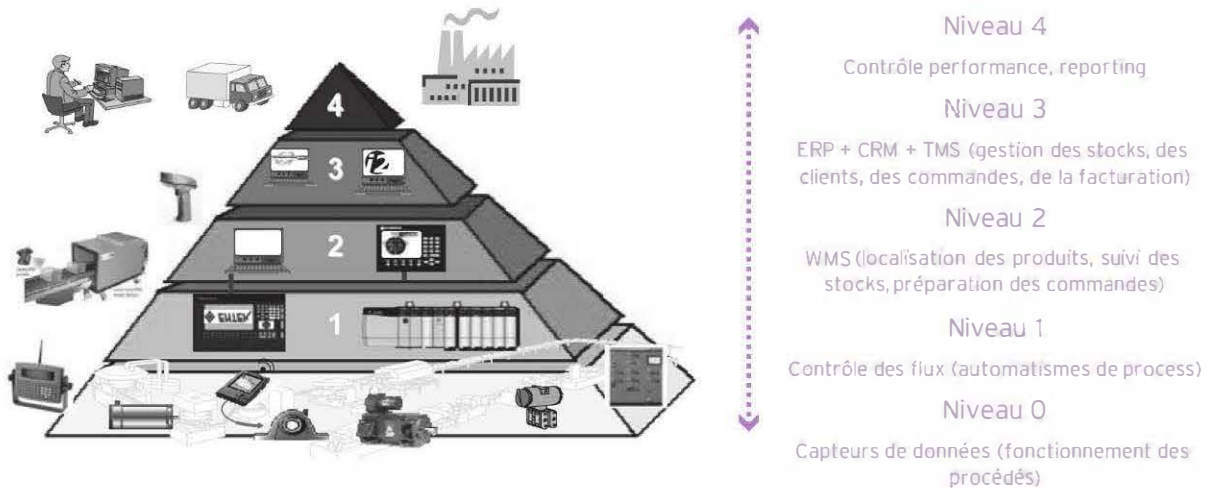 4
3
2
1
Niveau 4
Contrôle performance, reporting
Niveau 3
ERP + CRM + TMS (gestion des stocks, des
clients, des commandes, de la facturation)
Niveau 2
WMS (localisation des produits, suivi des
stocks, préparation des commandes)
Niveau 1
Contrôle des flux (automatismes de process)
Niveau 0
Capteurs de données (fonctionnement des
procédés)